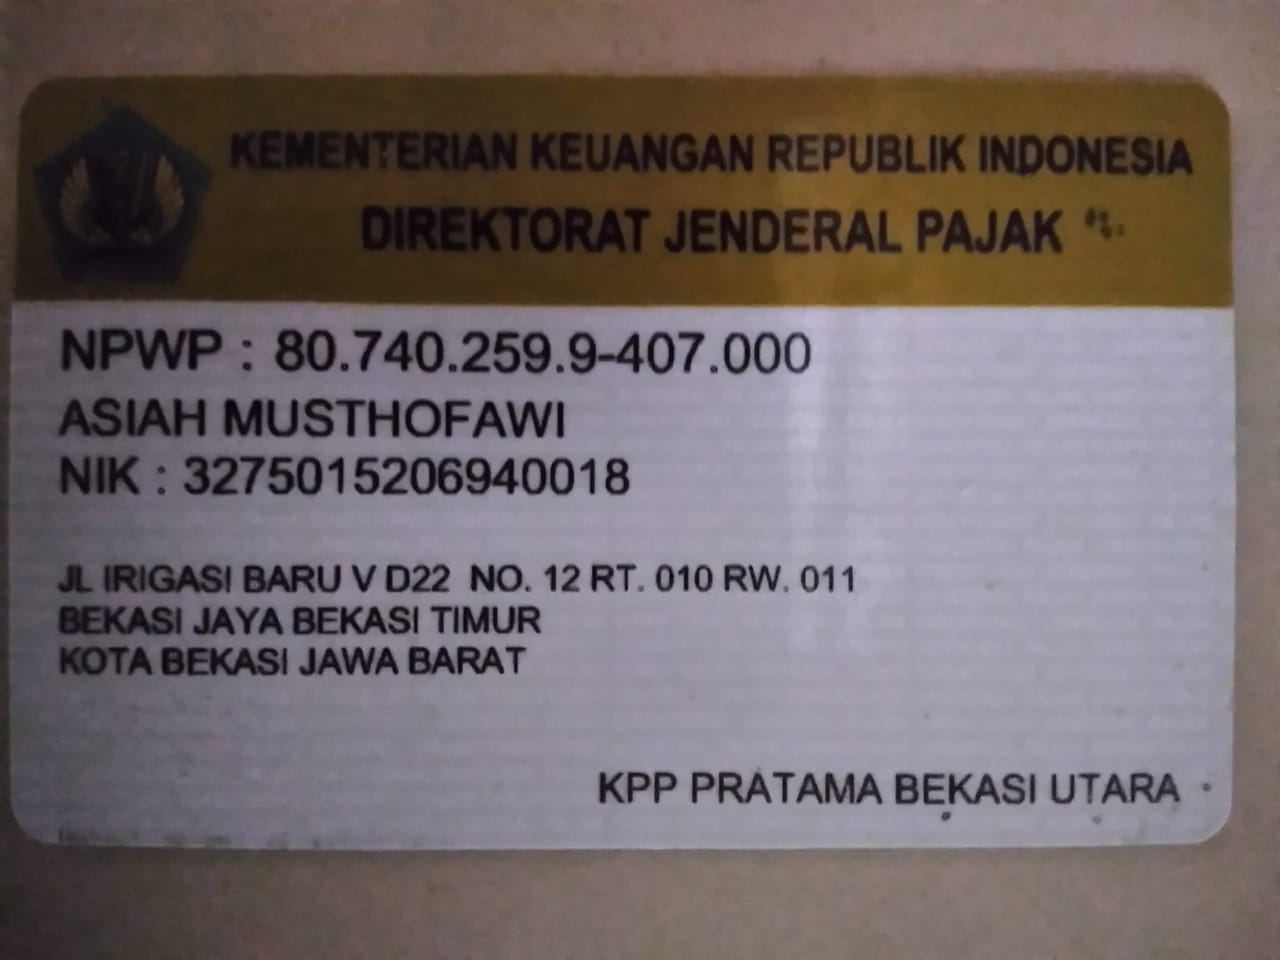 KEMENTERIAN KEUANGAN REPUBLIK INDONESIA
DIREKTORAT JENDERAL PAJAK
NPWP : 80.740.259.9-407.000
ASIAH MUSTHOFAWI
NIK : 3275015206940018
JL IRIGASI BARU V D22 NO. 12 RT. 010 RW. 011
BEKASI JAYA BEKASI TIMUR
KOTA BEKASI JAWA BARAT
KPP PRATAMA BEKASI UTARA